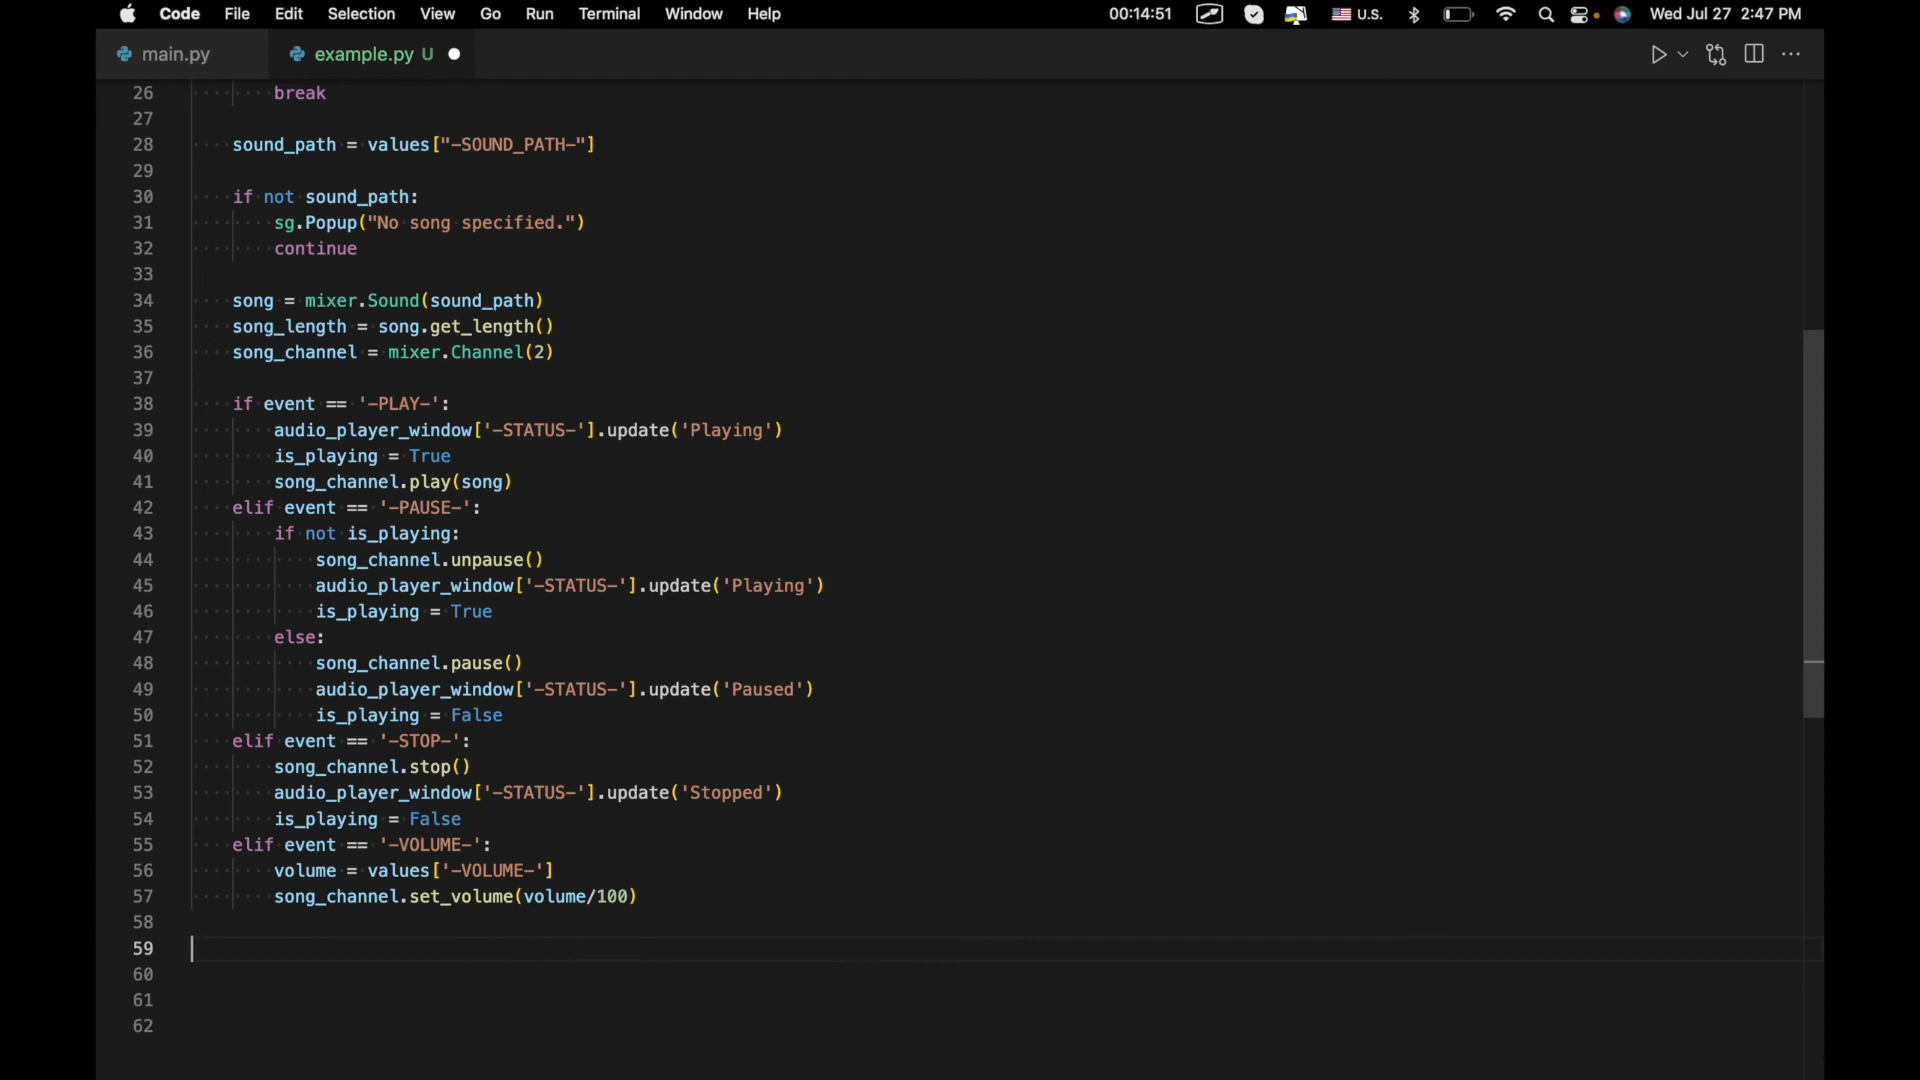 Code File Edit Selection View Go Run Terminal Window Help 00:14:51 U.S. Wed Jul 27 2:47 PM
main.py example.py U
26 break
27
28 sound_path = values["-SOUND_PATH-"]
29
30 if not sound_path:
31 sg.Popup("No song specified.")
32 continue
33
34 song = mixer.Sound(sound_path)
35 song_length = song.get_length()
36 song_channel = mixer.Channel(2)
37
38 if event == '-PLAY-':
39 audio_player_window['-STATUS-'].update('Playing')
40 is_playing = True
41 song_channel.play(song)
42 elif event == '-PAUSE-':
43 if not is_playing:
44 song_channel.unpause()
45 audio_player_window['-STATUS-'].update('Playing')
46 is_playing = True
47 else:
48 song_channel.pause()
49 audio_player_window['-STATUS-'].update('Paused')
50 is_playing = False
51 elif event == '-STOP-':
52 song_channel.stop()
53 audio_player_window['-STATUS-'].update('Stopped')
54 is_playing = False
55 elif event == '-VOLUME-':
56 volume = values['-VOLUME-']
57 song_channel.set_volume(volume/100)
58
59
60
61
62